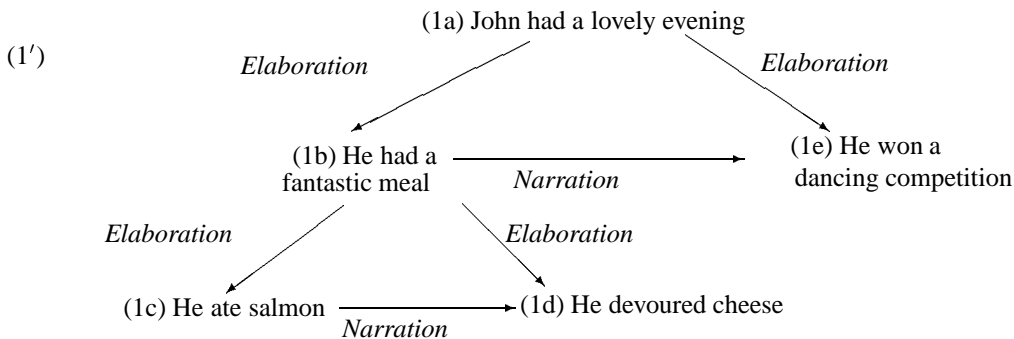 (1a) John had a lovely evening
(1′)
Elaboration
Elaboration
(1b) He had a
fantastic meal
Narration
(1e) He won a
dancing competition
Elaboration
Elaboration
(1c) He ate salmon
Narration
(1d) He devoured cheese